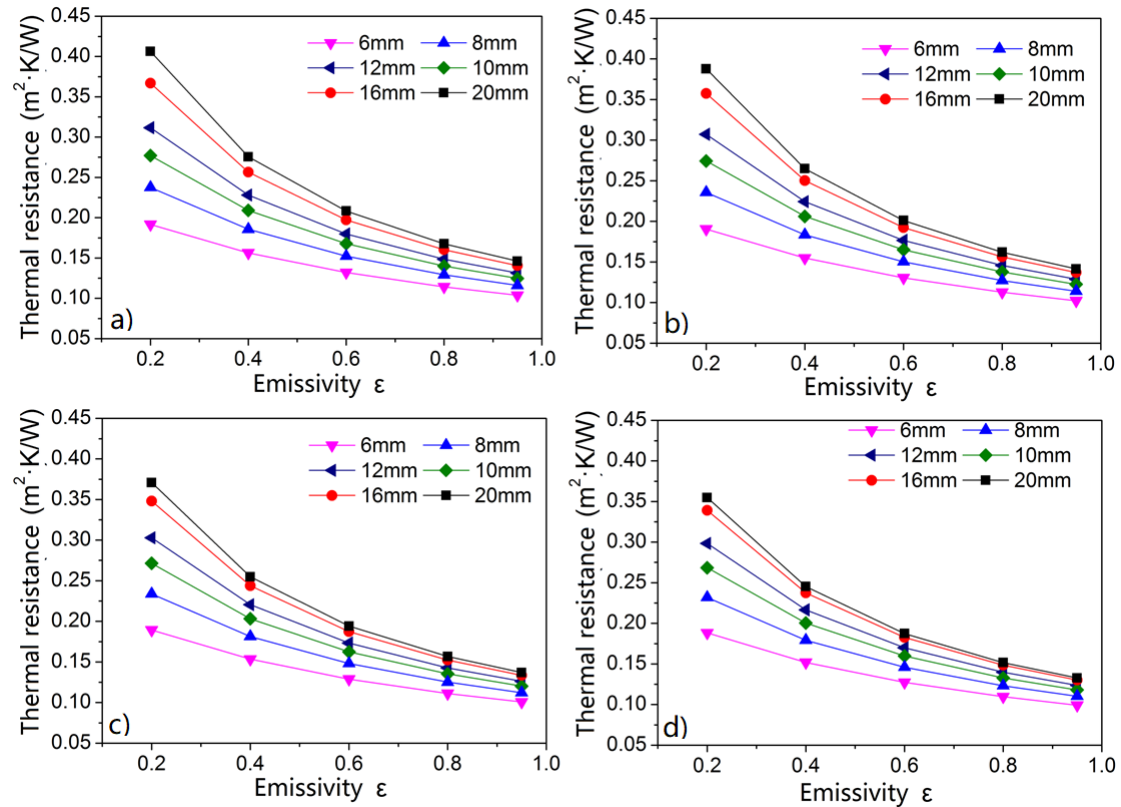 Thermal resistance (m²·K/W)
0.45
0.40
0.35
0.30
0.25
0.20
0.15
0.10
0.05
6mm 8mm
12mm 10mm
16mm 20mm
a)
0.2 0.4 0.6 0.8 1.0
Emissivity ε
Thermal resistance (m²·K/W)
0.45
0.40
0.35
0.30
0.25
0.20
0.15
0.10
0.05
6mm 8mm
12mm 10mm
16mm 20mm
b)
0.2 0.4 0.6 0.8 1.0
Emissivity ε
Thermal resistance (m²·K/W)
0.45
0.40
0.35
0.30
0.25
0.20
0.15
0.10
0.05
6mm 8mm
12mm 10mm
16mm 20mm
c)
0.2 0.4 0.6 0.8 1.0
Emissivity ε
Thermal resistance (m²·K/W)
0.45
0.40
0.35
0.30
0.25
0.20
0.15
0.10
0.05
6mm 8mm
12mm 10mm
16mm 20mm
d)
0.2 0.4 0.6 0.8 1.0
Emissivity ε